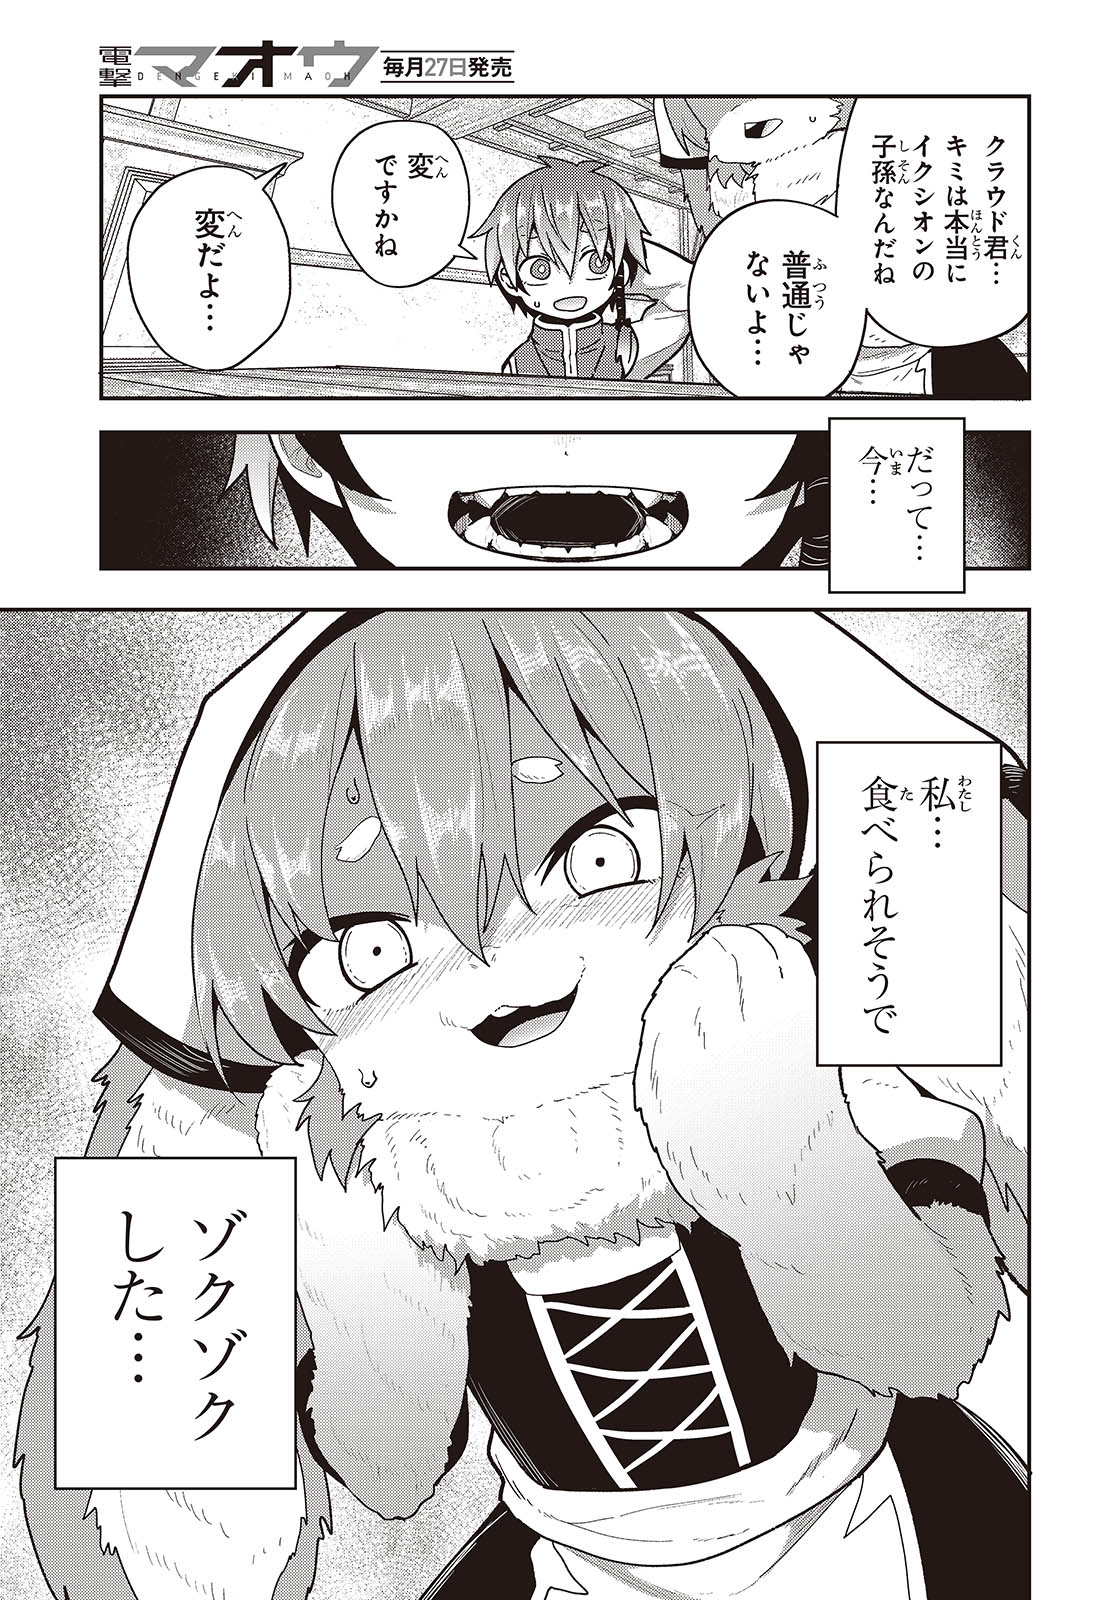 電撃マオウ
DENGEKI MAOH
毎月27日発売
クラウド君…
キミは本当に
イクシオンの
子孫なんだね
普通じゃ
ないよ…
変
ですかね
変だよ…
だって…
今…
私…
食べられそうで
ゾクゾク
した…